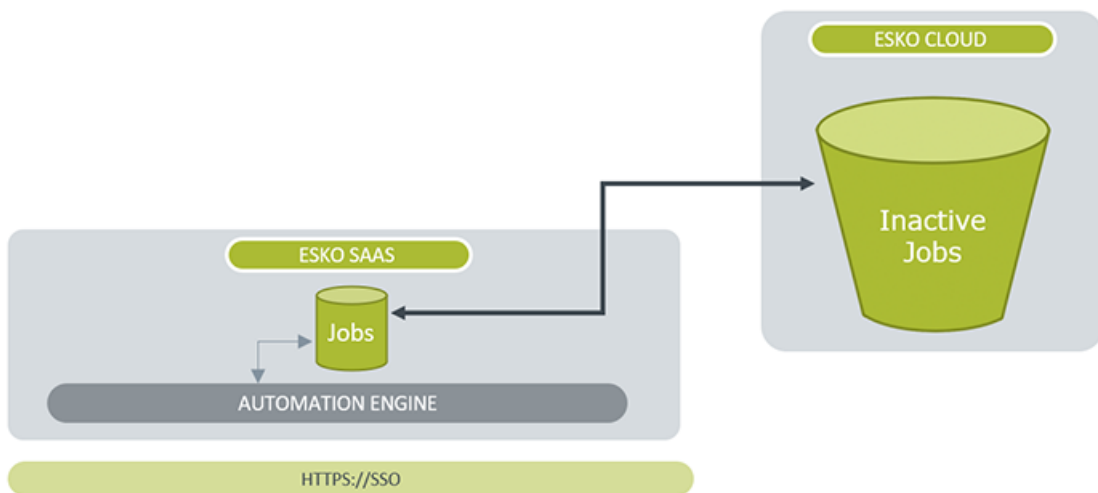 ESKO CLOUD
Inactive
Jobs
ESKO SAAS
Jobs
AUTOMATION ENGINE
HTTPS://SSO